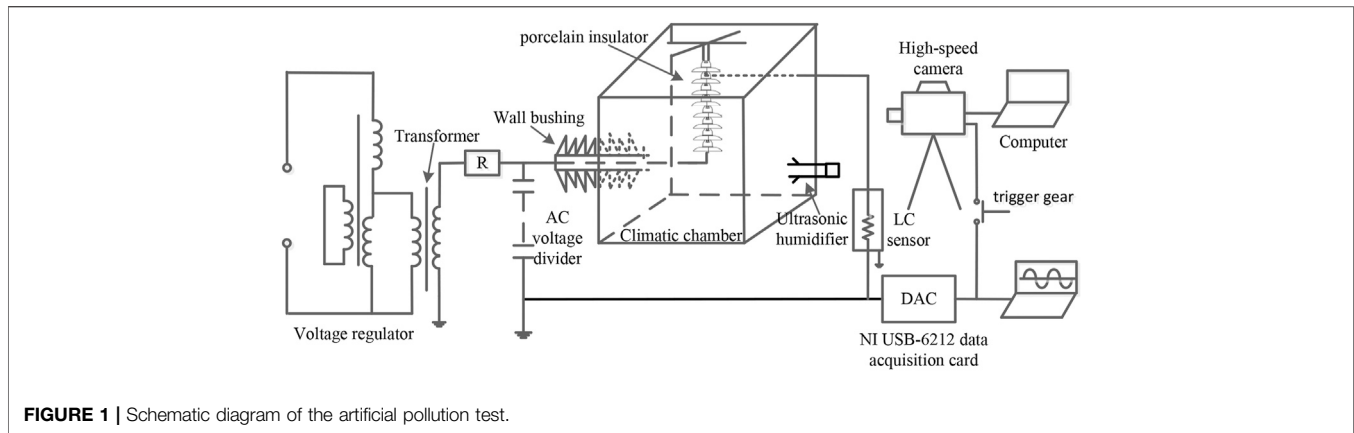 porcelain insulator
High-speed
camera
Wall bushing
Transformer
Computer
R
trigger gear
AC
voltage
divider
Ultrasonic
humidifier
LC
sensor
Climatic chamber
DAC
Voltage regulator
NI USB-6212 data
acquisition card
FIGURE 1 | Schematic diagram of the artificial pollution test.